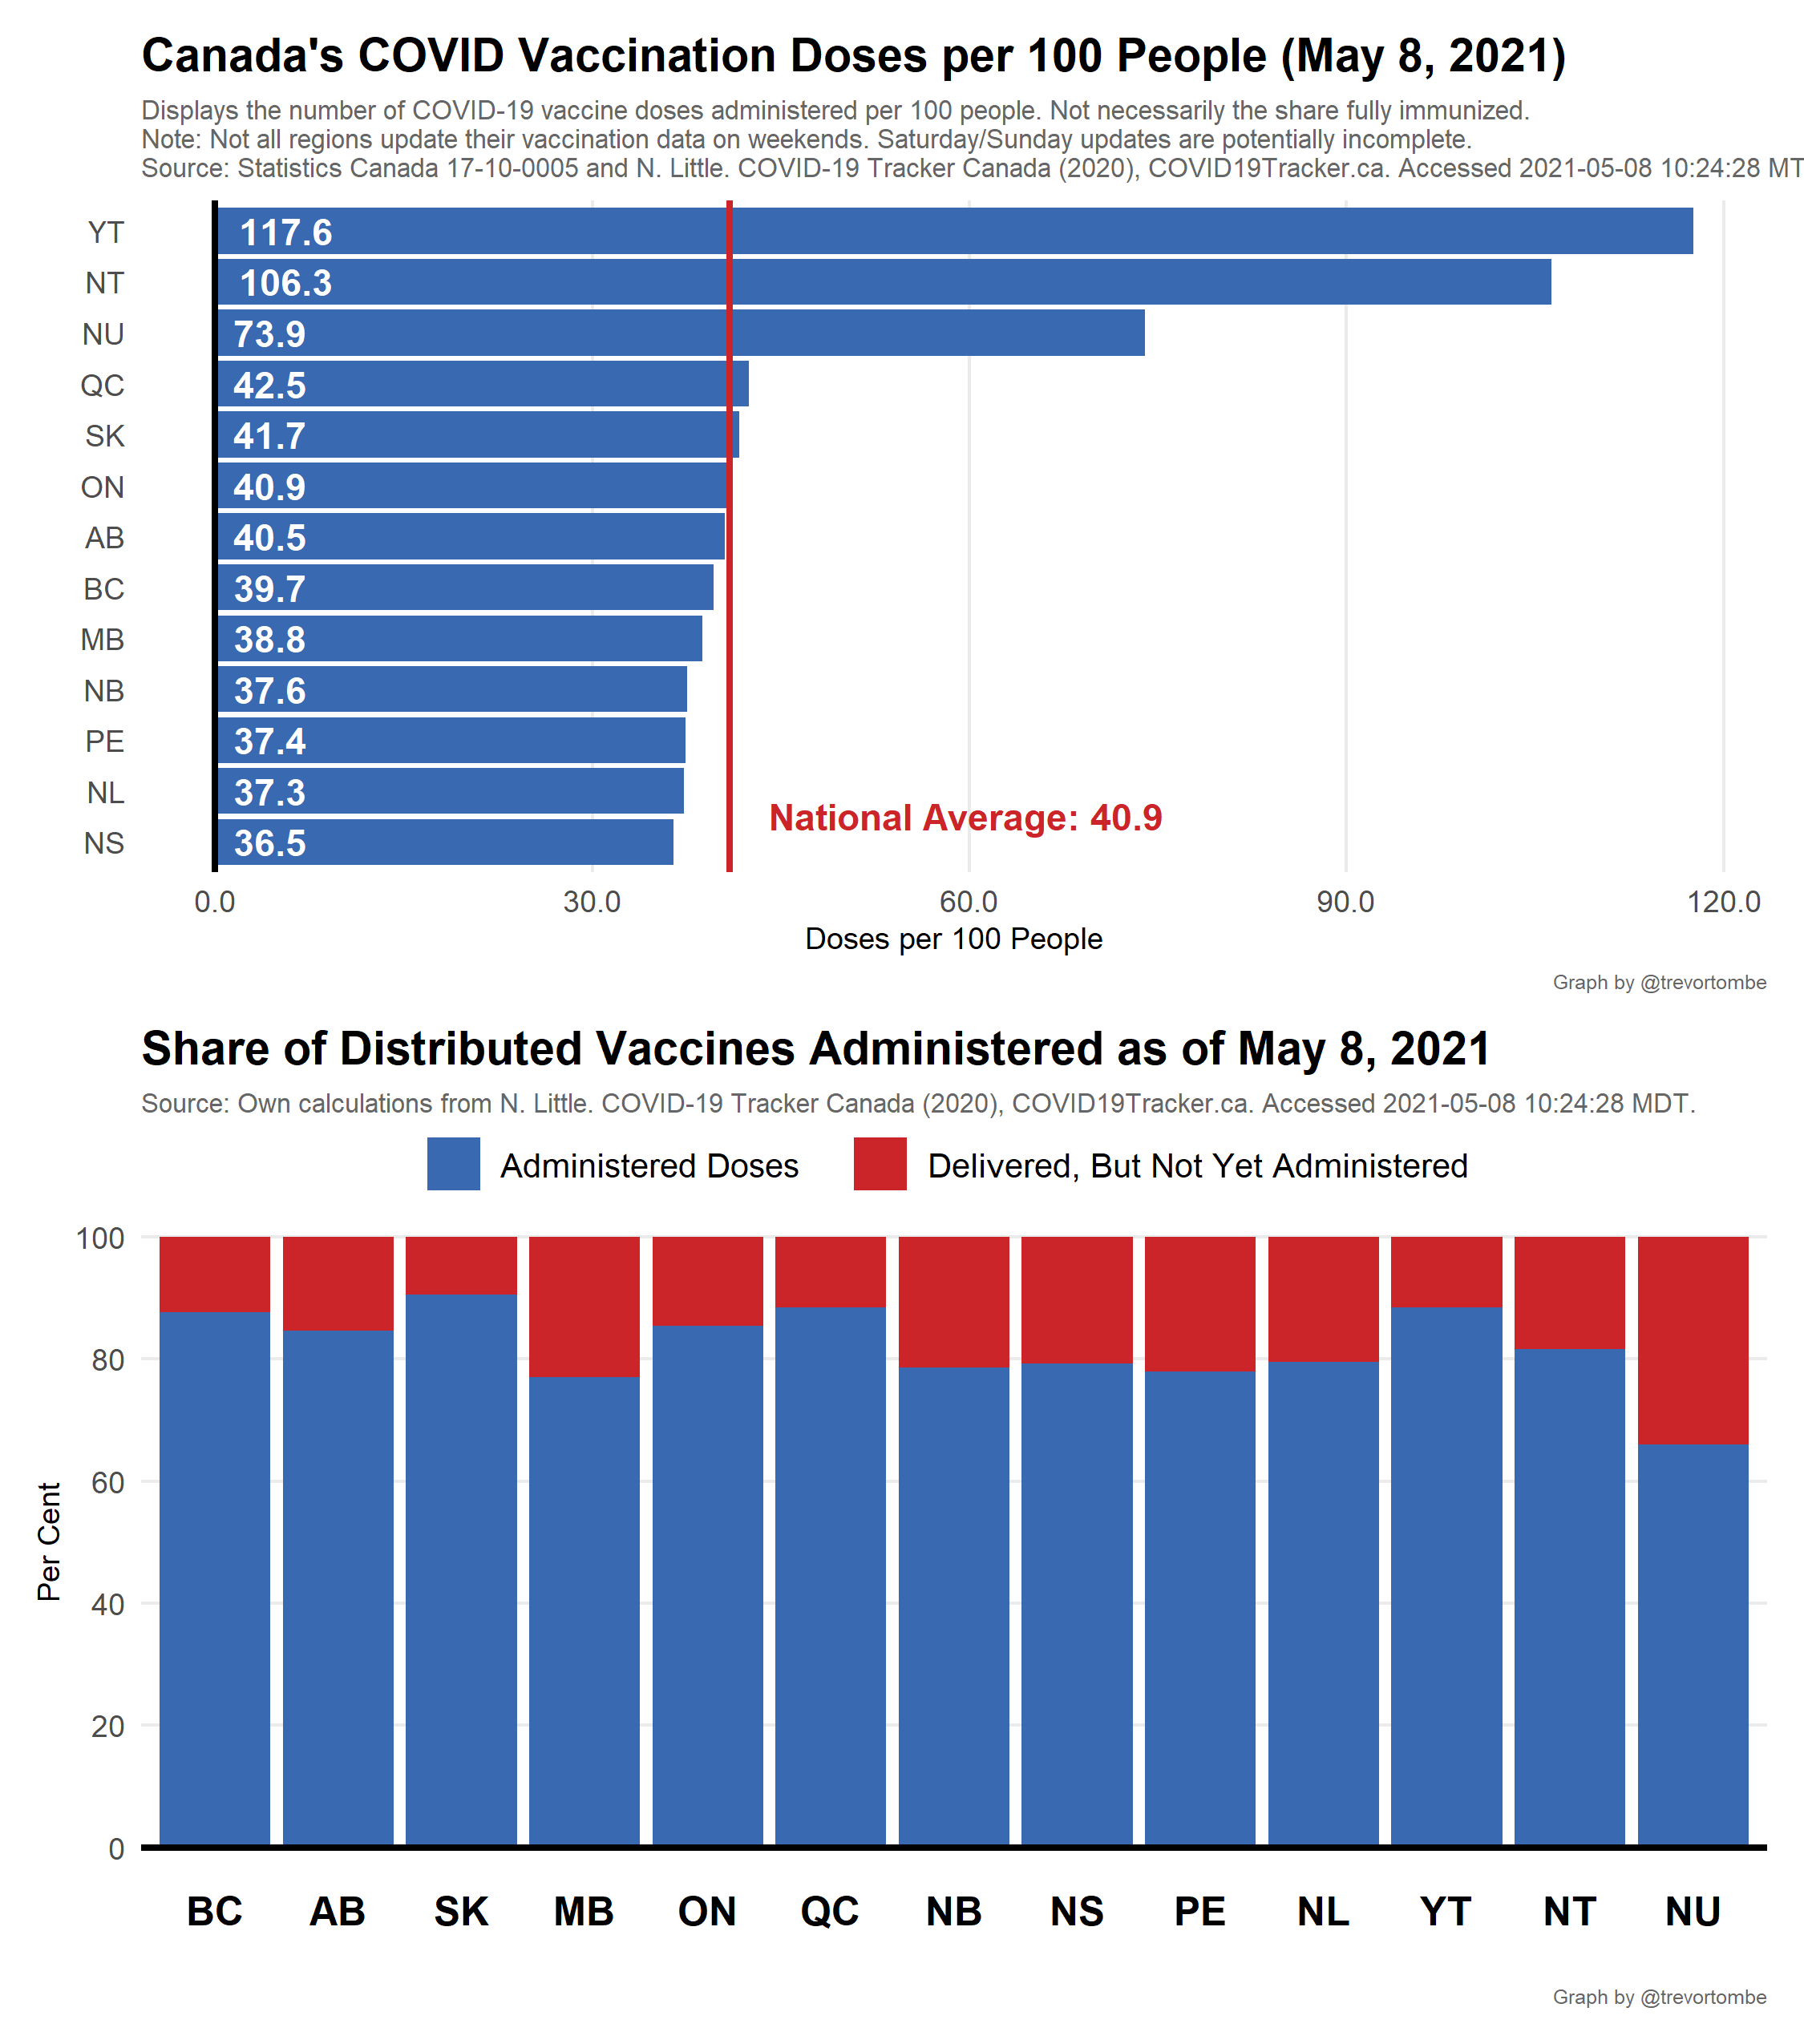 Canada's COVID Vaccination Doses per 100 People (May 8, 2021)
Displays the number of COVID-19 vaccine doses administered per 100 people. Not necessarily the share fully immunized.
Note: Not all regions update their vaccination data on weekends. Saturday/Sunday updates are potentially incomplete.
Source: Statistics Canada 17-10-0005 and N. Little. COVID-19 Tracker Canada (2020), COVID19Tracker.ca. Accessed 2021-05-08 10:24:28 MT
YT 117.6
NT 106.3
NU 73.9
QC 42.5
SK 41.7
ON 40.9
AB 40.5
BC 39.7
MB 38.8
NB 37.6
PE 37.4
NL 37.3
National Average: 40.9
NS 36.5
0.0 30.0 60.0 90.0 120.0
Doses per 100 People
Graph by @trevortombe
Share of Distributed Vaccines Administered as of May 8, 2021
Source: Own calculations from N. Little. COVID-19 Tracker Canada (2020), COVID19Tracker.ca. Accessed 2021-05-08 10:24:28 MDT.
Administered Doses Delivered, But Not Yet Administered
100
80
60
40
20
0
Per Cent
BC AB SK MB ON QC NB NS PE NL YT NT NU
Graph by @trevortombe